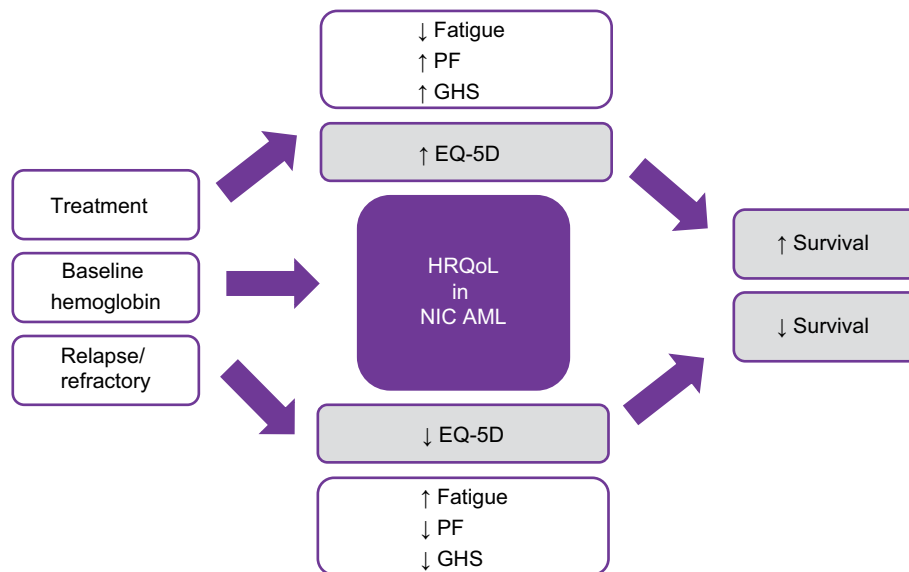 ↓ Fatigue
↑ PF
↑ GHS
↑ EQ-5D
Treatment
Baseline
hemoglobin
Relapse/
refractory
HRQoL
in
NIC AML
↑ Survival
↓ Survival
↓ EQ-5D
↑ Fatigue
↓ PF
↓ GHS